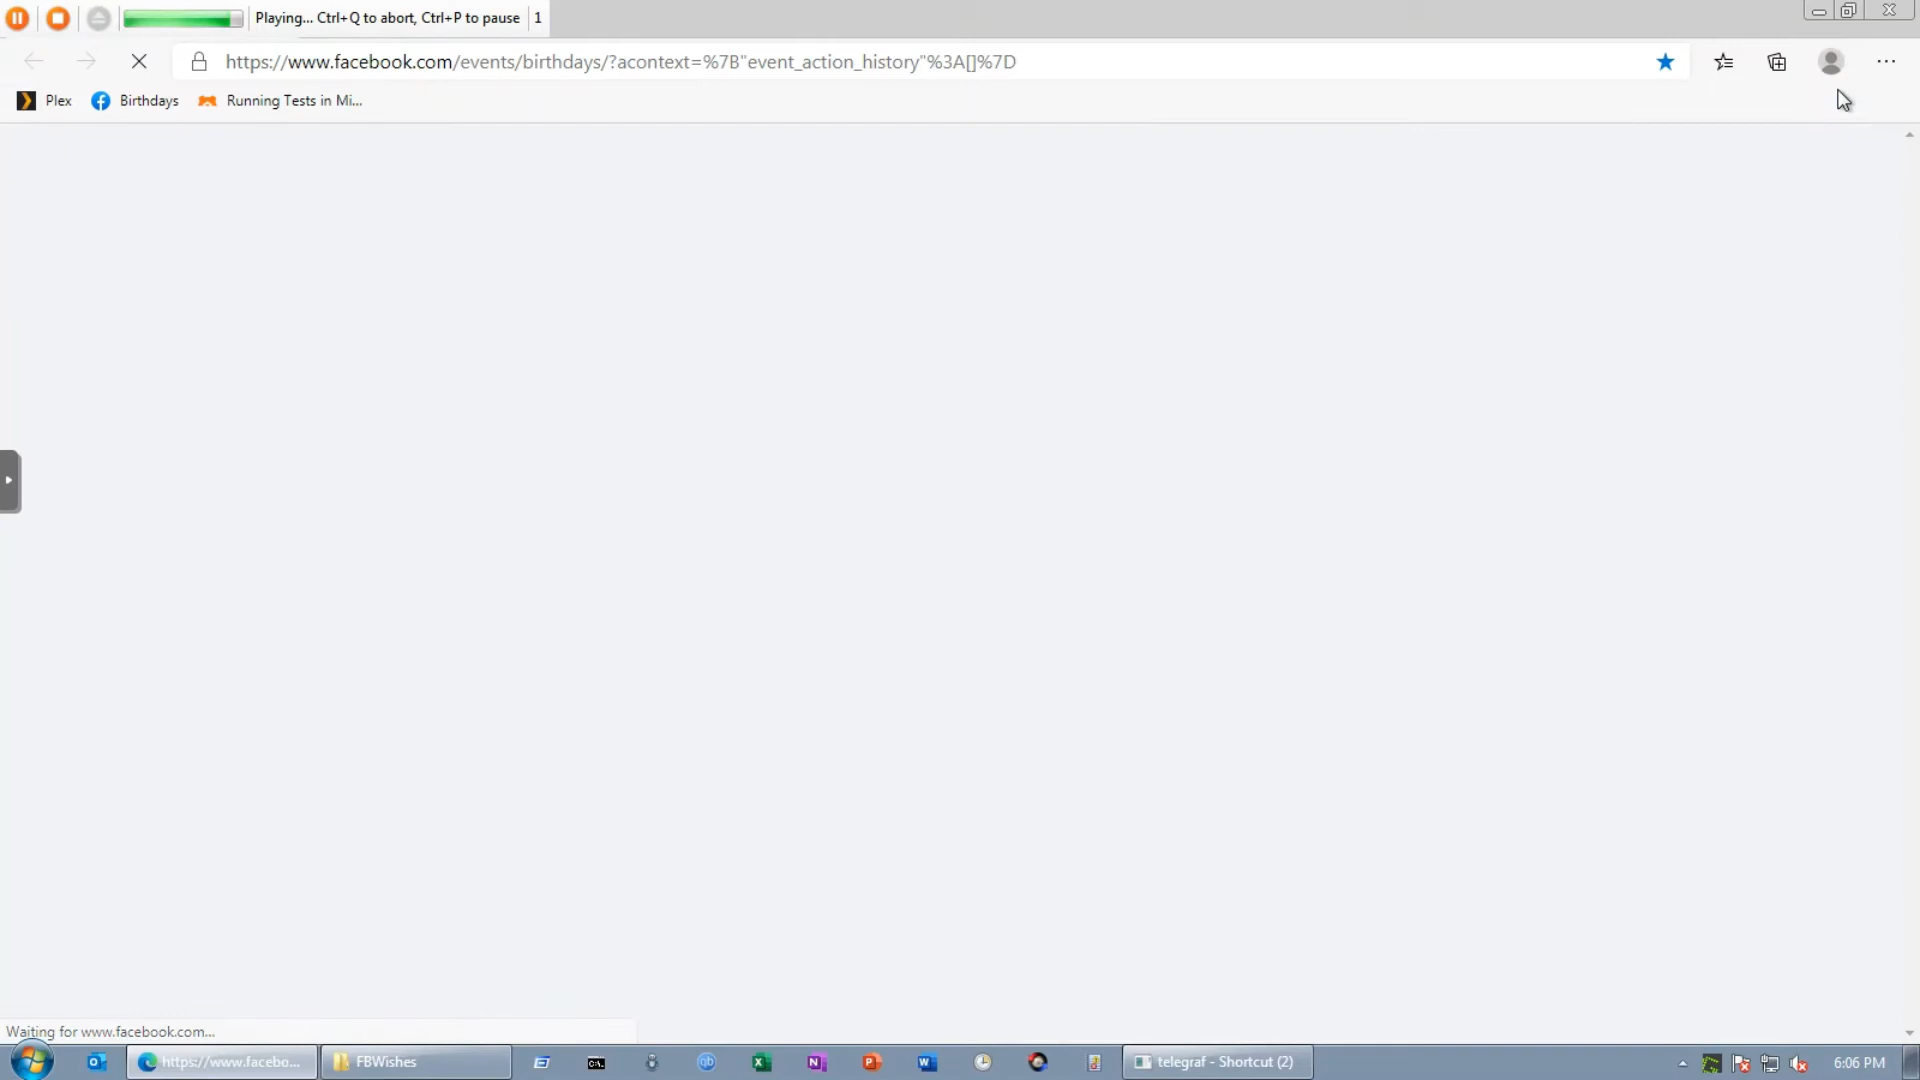 Playing... Ctrl+Q to abort, Ctrl+P to pause 1
https://www.facebook.com/events/birthdays/?acontext=%7B"event_action_history"%3A[]%7D
Plex Birthdays Running Tests in Mi...
Waiting for www.facebook.com...
https://www.facebo... FBWishes telegraf - Shortcut (2) 6:06 PM